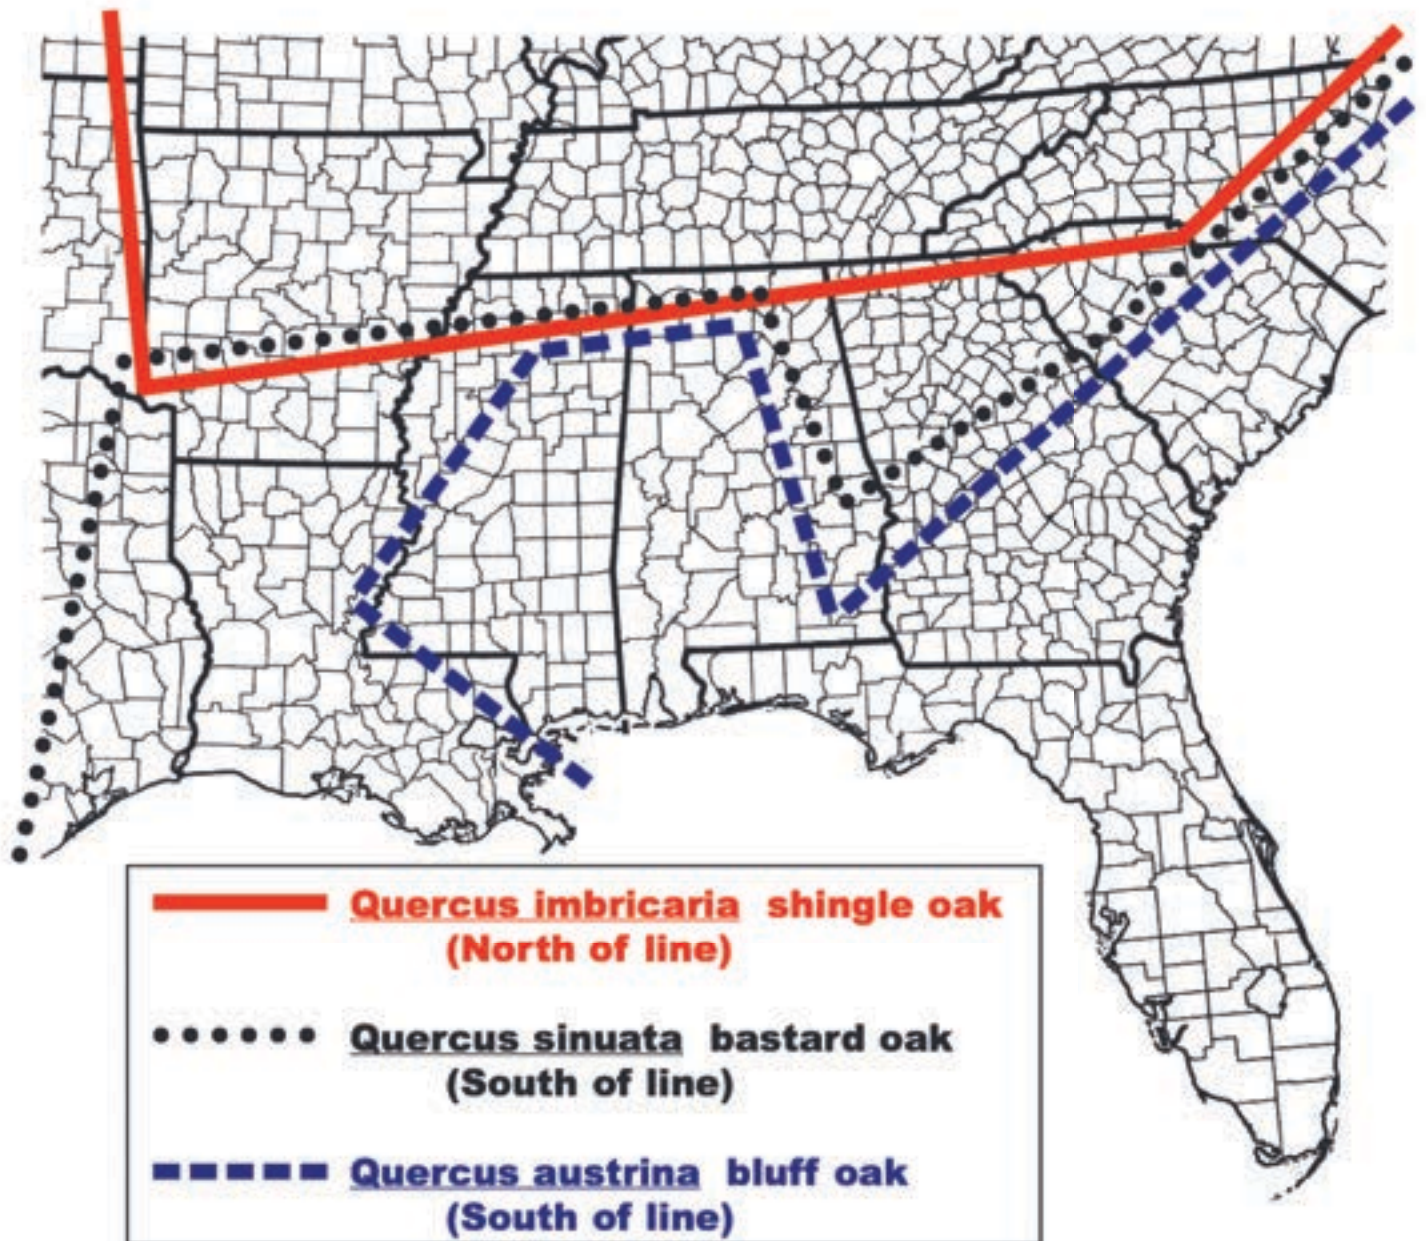 Quercus imbricaria shingle oak
(North of line)
Quercus sinuata bastard oak
(South of line)
Quercus austrina bluff oak
(South of line)